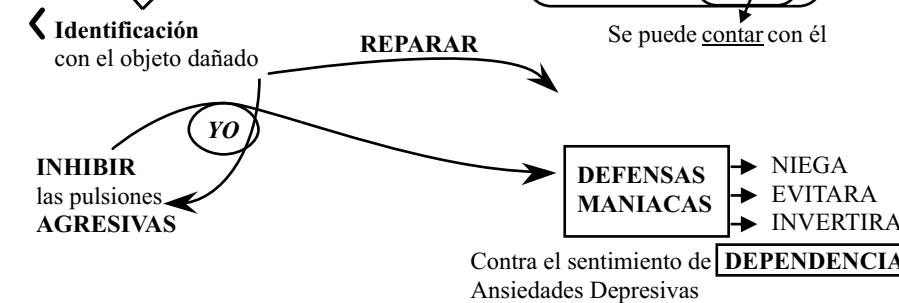 Identificación
con el objeto dañado
REPARAR
Se puede contar con él
YO
INHIBIR
las pulsiones
AGRESIVAS
DEFENSAS
MANIACAS
NIEGA
EVITARA
INVERTIRA
Contra el sentimiento de DEPENDENCIA
Ansiedades Depresivas